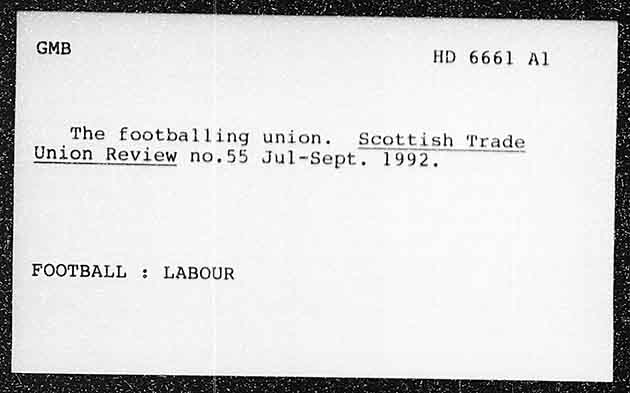 GMB
HD 6661 A1
The footballing union. Scottish Trade
Union Review no.55 Jul-Sept. 1992.
FOOTBALL : LABOUR